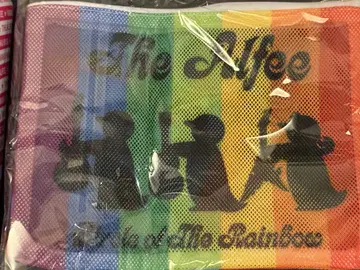 The Alfee
of The Rainbow